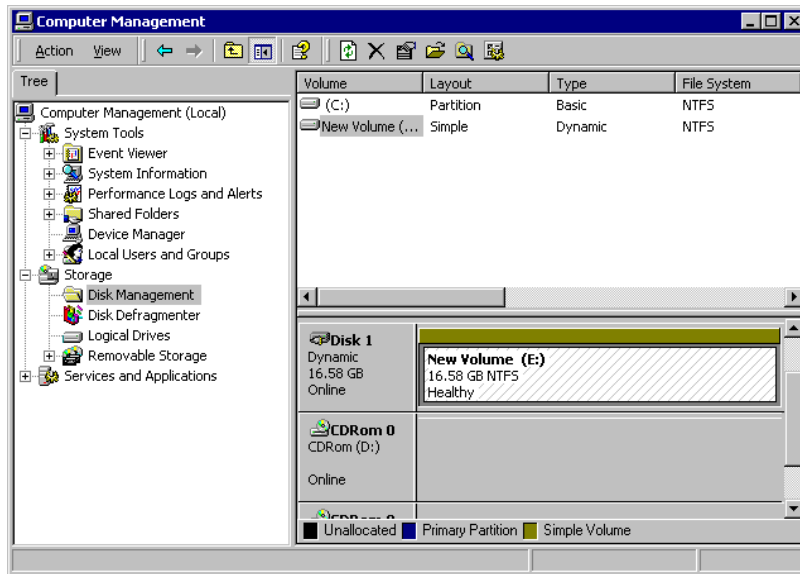 Computer Management
Action View
Tree
Computer Management (Local)
System Tools
Event Viewer
System Information
Performance Logs and Alerts
Shared Folders
Device Manager
Local Users and Groups
Storage
Disk Management
Disk Defragmenter
Logical Drives
Removable Storage
Services and Applications
Volume Layout Type File System
(C:) Partition Basic NTFS
New Volume (... Simple Dynamic NTFS
Disk 1
Dynamic
16.58 GB
Online
New Volume (E:)
16.58 GB NTFS
Healthy
CDRom 0
CDRom (D:)
Online
Unallocated Primary Partition Simple Volume